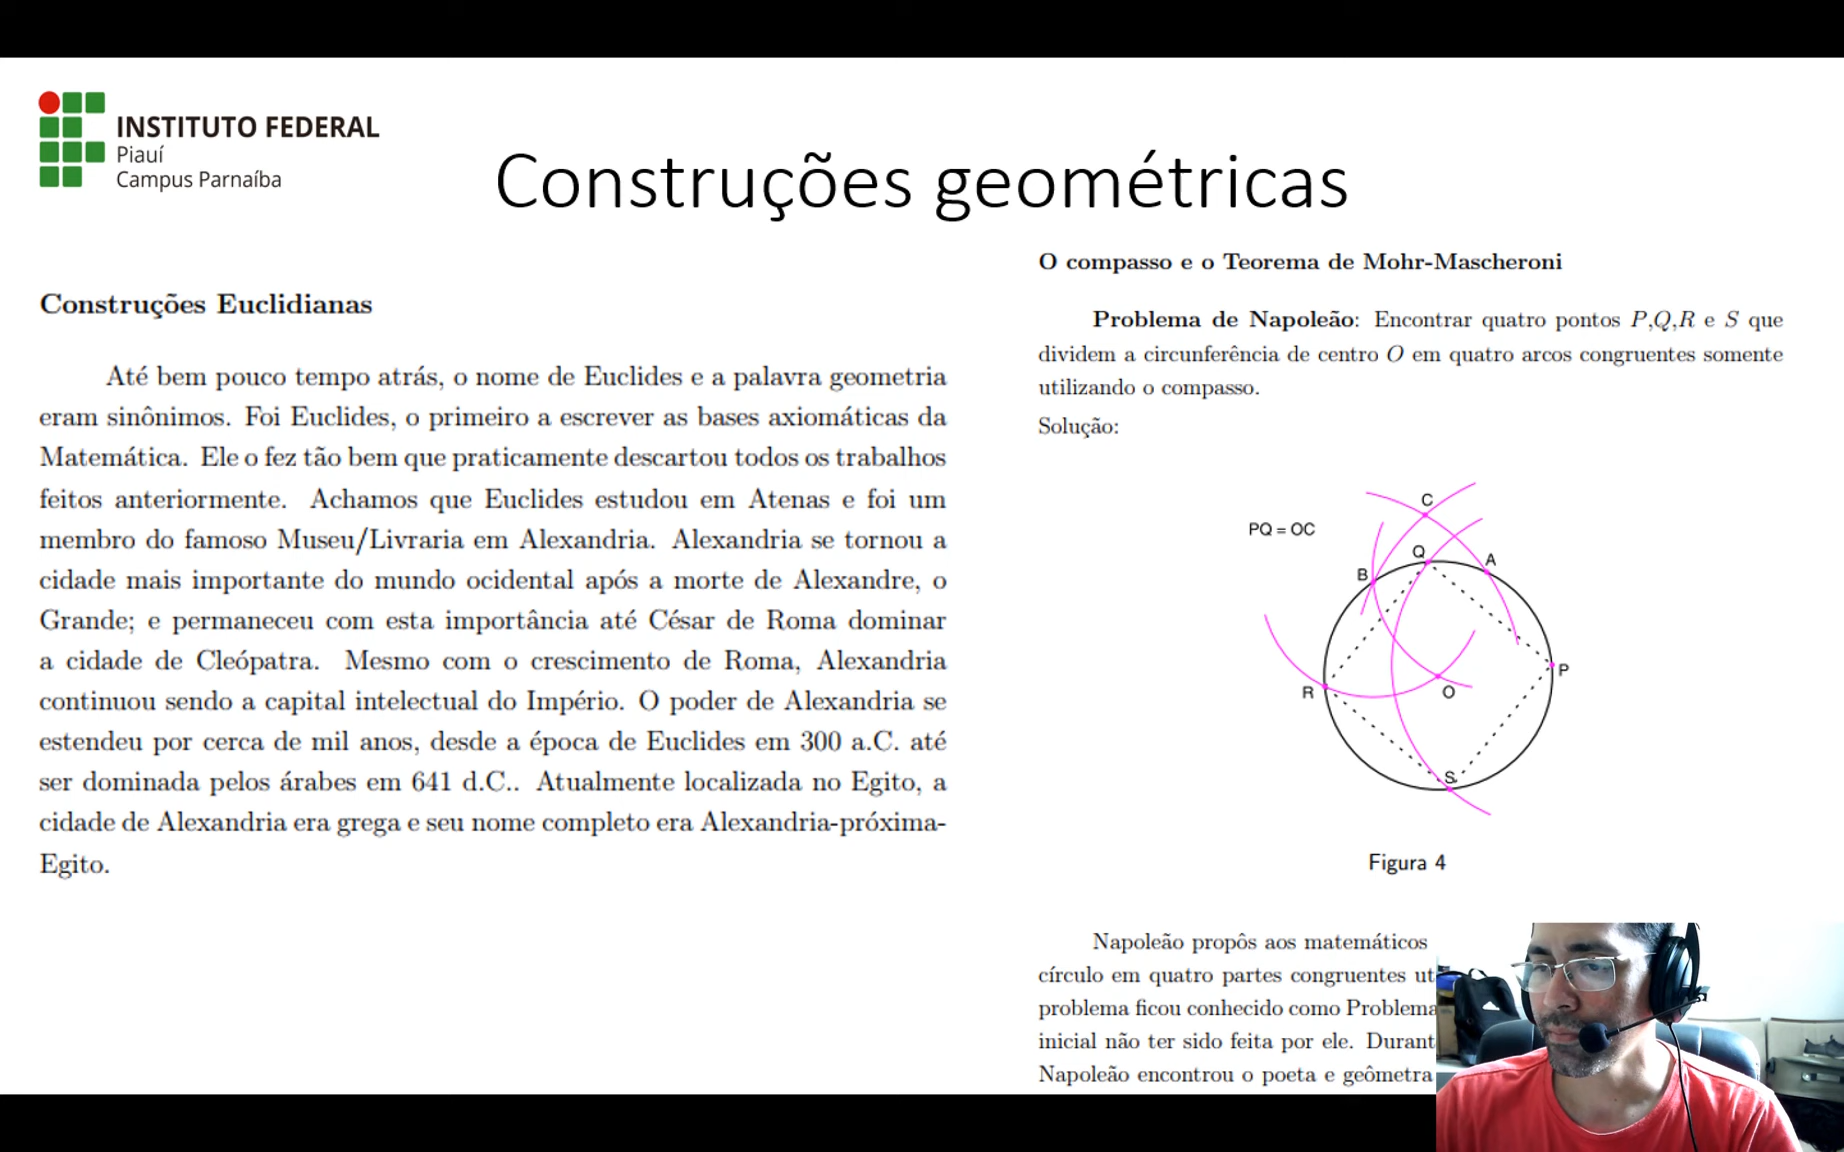 INSTITUTO FEDERAL
Piauí
Campus Parnaíba
Construções geométricas
Construções Euclidianas
Até bem pouco tempo atrás, o nome de Euclides e a palavra geometria
eram sinônimos. Foi Euclides, o primeiro a escrever as bases axiomáticas da
Matemática. Ele o fez tão bem que praticamente descartou todos os trabalhos
feitos anteriormente. Achamos que Euclides estudou em Atenas e foi um
membro do famoso Museu/Livraria em Alexandria. Alexandria se tornou a
cidade mais importante do mundo ocidental após a morte de Alexandre, o
Grande; e permaneceu com esta importância até César de Roma dominar
a cidade de Cleópatra. Mesmo com o crescimento de Roma, Alexandria
continuou sendo a capital intelectual do Império. O poder de Alexandria se
estendeu por cerca de mil anos, desde a época de Euclides em 300 a.C. até
ser dominada pelos árabes em 641 d.C.. Atualmente localizada no Egito, a
cidade de Alexandria era grega e seu nome completo era Alexandria-próxima-
Egito.
O compasso e o Teorema de Mohr-Mascheroni
Problema de Napoleão: Encontrar quatro pontos P,Q,R e S que
dividem a circunferência de centro O em quatro arcos congruentes somente
utilizando o compasso.
Solução:
PQ = OC
C
Q
A
B
P
R
O
S
Figura 4
Napoleão propôs aos matemáticos
círculo em quatro partes congruentes ut
problema ficou conhecido como Problema
inicial não ter sido feita por ele. Durant
Napoleão encontrou o poeta e geômetra